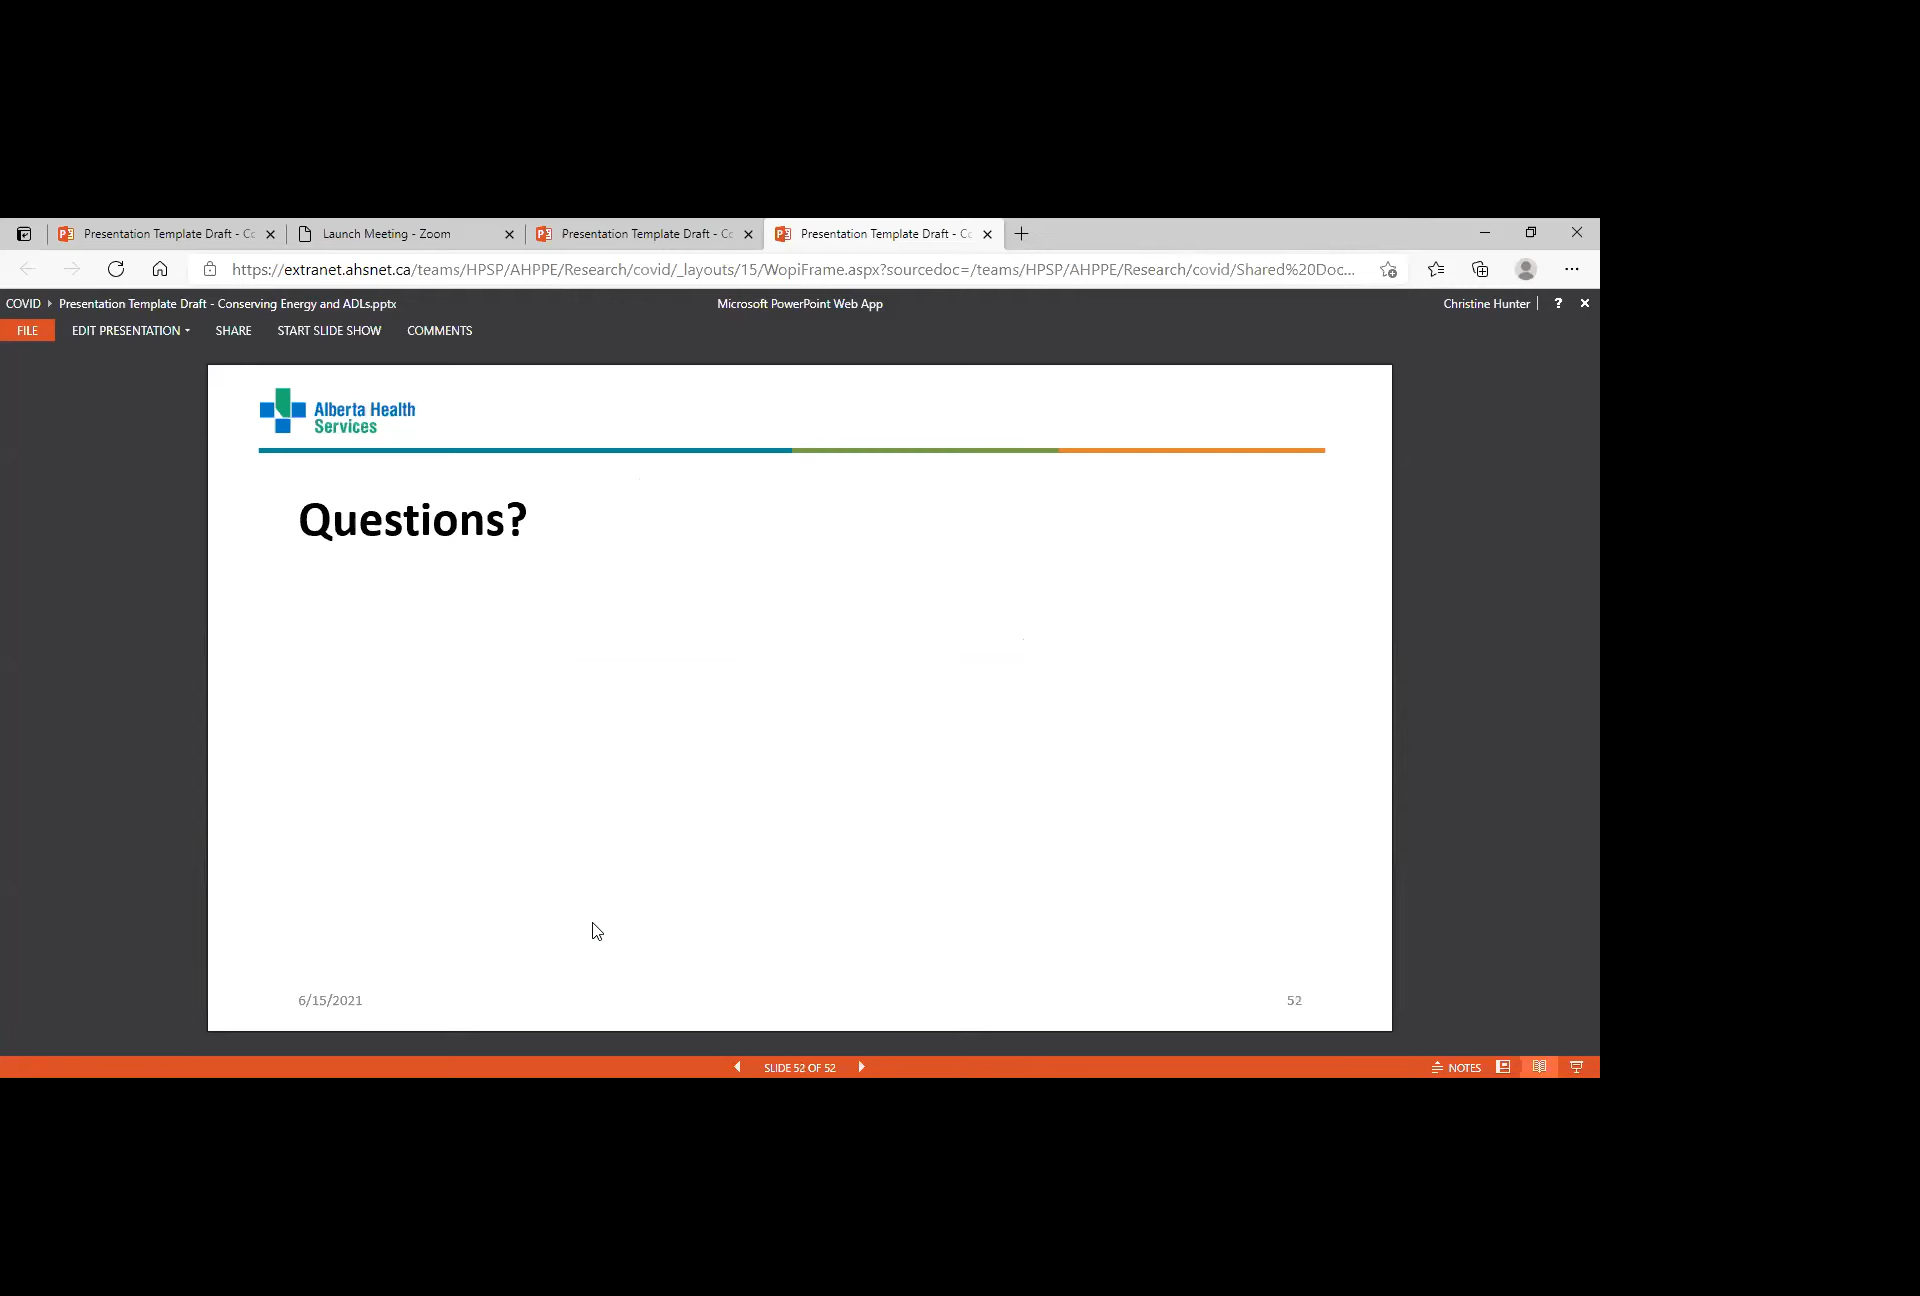 Presentation Template Draft - Cc
Launch Meeting - Zoom
Presentation Template Draft - Cc
Presentation Template Draft - Cc
https://extranet.ahsnet.ca/teams/HPSP/AHPPE/Research/covid/_layouts/15/WopiFrame.aspx?sourcedoc=/teams/HPSP/AHPPE/Research/covid/Shared%20Doc...
COVID Presentation Template Draft - Conserving Energy and ADLs.pptx
Microsoft PowerPoint Web App
Christine Hunter ?
FILE EDIT PRESENTATION SHARE START SLIDE SHOW COMMENTS
Alberta Health
Services
Questions?
6/15/2021
52
SLIDE 52 OF 52
NOTES